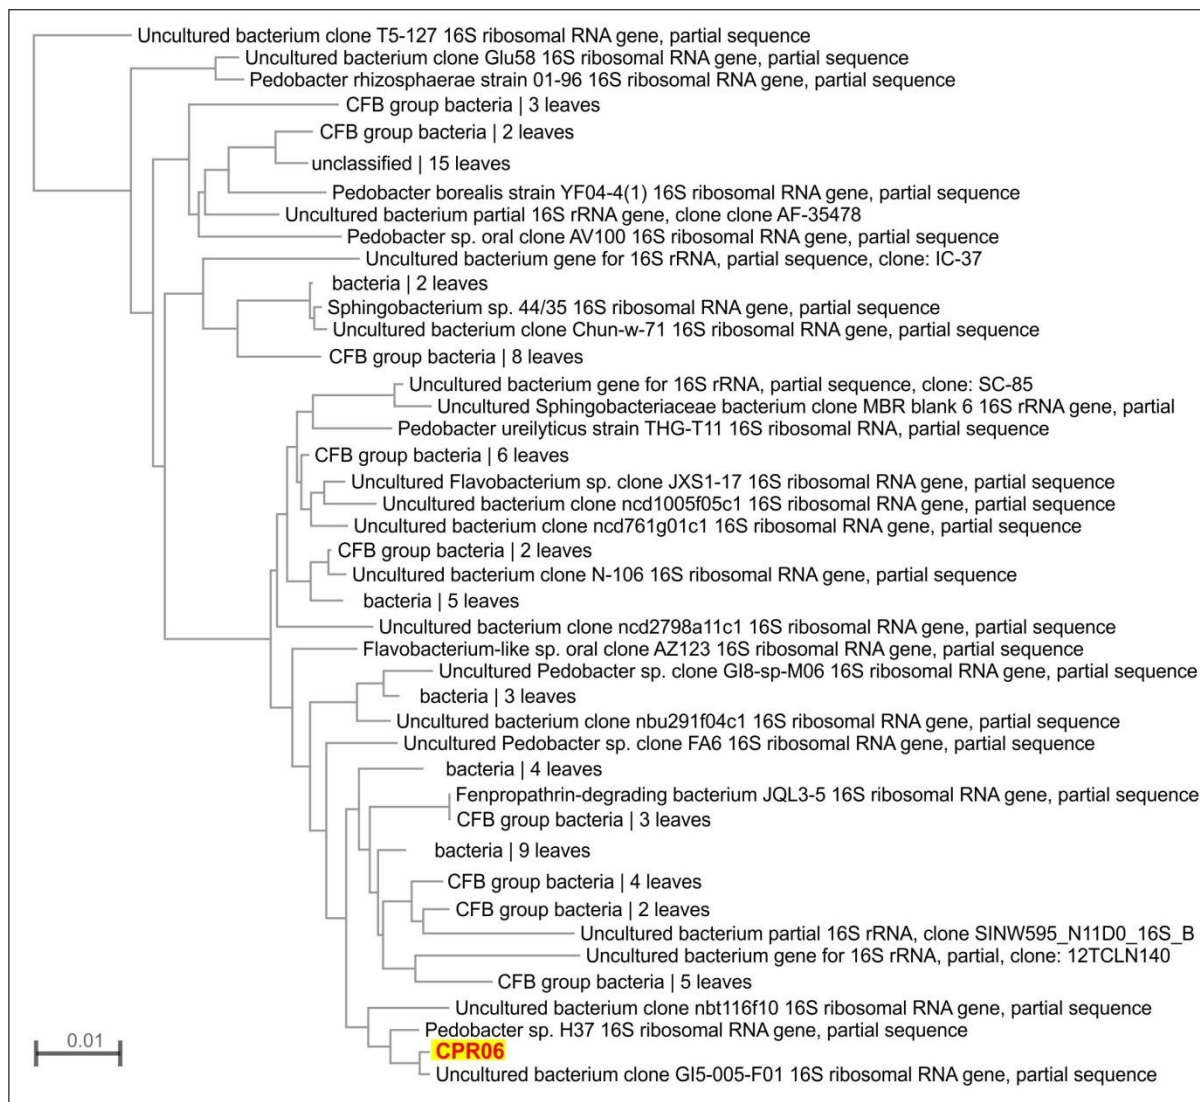 Uncultured bacterium clone T5-127 16S ribosomal RNA gene, partial sequence
Uncultured bacterium clone Glu58 16S ribosomal RNA gene, partial sequence
Pedobacter rhizosphaerae strain 01-96 16S ribosomal RNA gene, partial sequence
CFB group bacteria | 3 leaves
CFB group bacteria | 2 leaves
unclassified | 15 leaves
Pedobacter borealis strain YF04-4(1) 16S ribosomal RNA gene, partial sequence
Uncultured bacterium partial 16S rRNA gene, clone clone AF-35478
Pedobacter sp. oral clone AV100 16S ribosomal RNA gene, partial sequence
Uncultured bacterium gene for 16S rRNA, partial sequence, clone: IC-37
bacteria | 2 leaves
Sphingobacterium sp. 44/35 16S ribosomal RNA gene, partial sequence
Uncultured bacterium clone Chun-w-71 16S ribosomal RNA gene, partial sequence
CFB group bacteria | 8 leaves
Uncultured bacterium gene for 16S rRNA, partial sequence, clone: SC-85
Uncultured Sphingobacteriaceae bacterium clone MBR blank 6 16S rRNA gene, partial
Pedobacter ureilyticus strain THG-T11 16S ribosomal RNA, partial sequence
CFB group bacteria | 6 leaves
Uncultured Flavobacterium sp. clone JXS1-17 16S ribosomal RNA gene, partial sequence
Uncultured bacterium clone ncd1005f05c1 16S ribosomal RNA gene, partial sequence
Uncultured bacterium clone ncd761g01c1 16S ribosomal RNA gene, partial sequence
CFB group bacteria | 2 leaves
Uncultured bacterium clone N-106 16S ribosomal RNA gene, partial sequence
bacteria | 5 leaves
Uncultured bacterium clone ncd2798a11c1 16S ribosomal RNA gene, partial sequence
Flavobacterium-like sp. oral clone AZ123 16S ribosomal RNA gene, partial sequence
Uncultured Pedobacter sp. clone GI8-sp-M06 16S ribosomal RNA gene, partial sequence
bacteria | 3 leaves
Uncultured bacterium clone nbu291f04c1 16S ribosomal RNA gene, partial sequence
Uncultured Pedobacter sp. clone FA6 16S ribosomal RNA gene, partial sequence
bacteria | 4 leaves
Fenpropathrin-degrading bacterium JQL3-5 16S ribosomal RNA gene, partial sequence
CFB group bacteria | 3 leaves
bacteria | 9 leaves
CFB group bacteria | 4 leaves
CFB group bacteria | 2 leaves
Uncultured bacterium partial 16S rRNA, clone SINW595_N11D0_16S_B
Uncultured bacterium gene for 16S rRNA, partial, clone: 12TCLN140
CFB group bacteria | 5 leaves
Uncultured bacterium clone nbt116f10 16S ribosomal RNA gene, partial sequence
Pedobacter sp. H37 16S ribosomal RNA gene, partial sequence
0.01
CPR06
Uncultured bacterium clone GI5-005-F01 16S ribosomal RNA gene, partial sequence